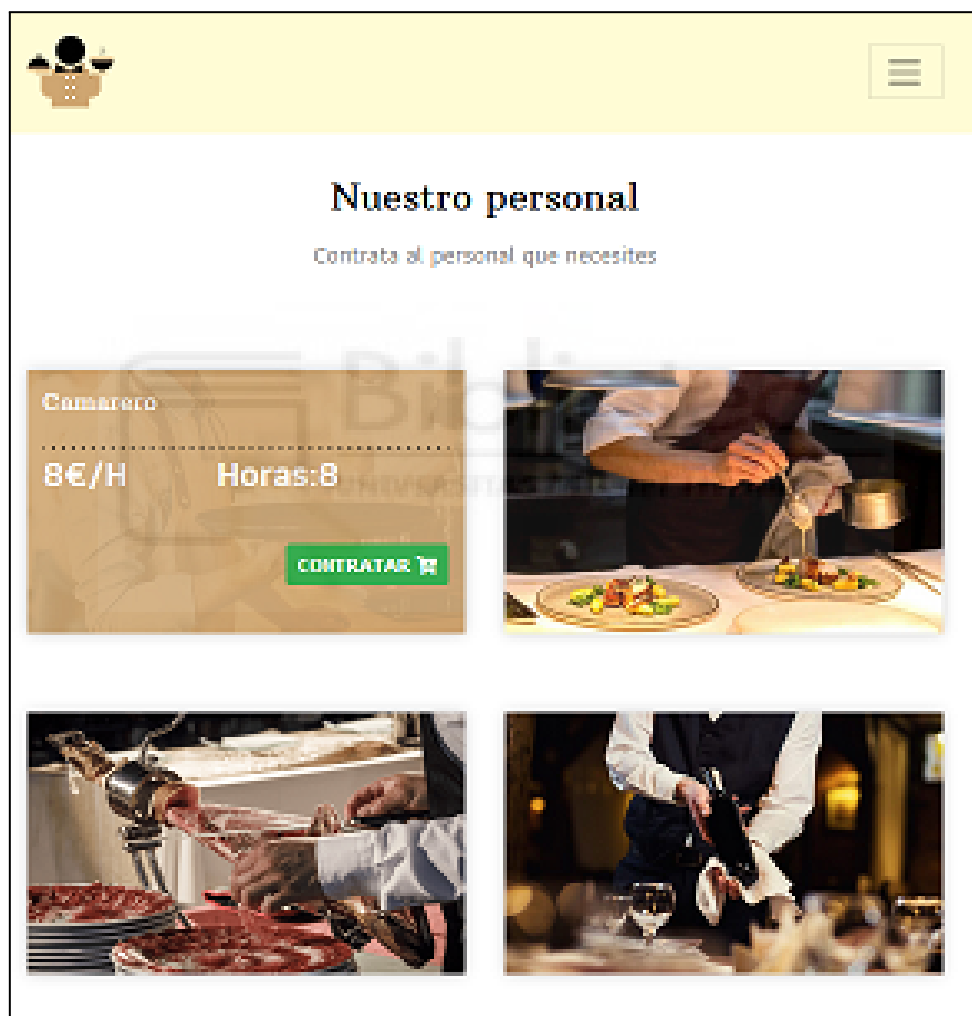 Nuestro personal
Contrata al personal que necesites
Camarero
8€/H Horas:8
CONTRATAR